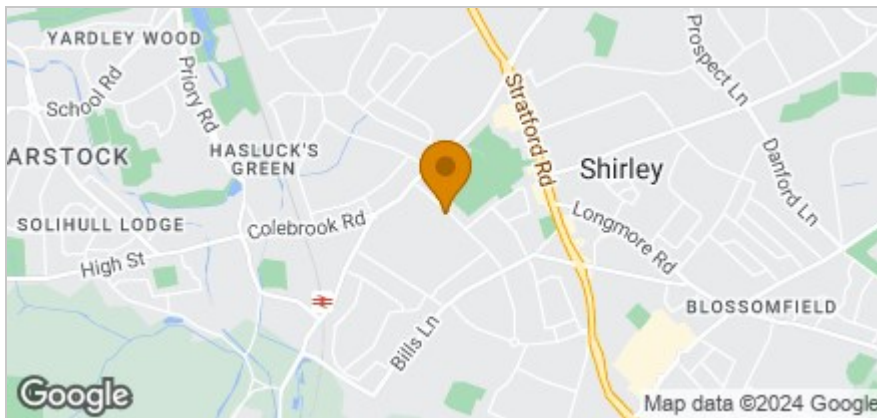 YARDLEY WOOD
School Rd
Priory Rd
ARSTOCK
HASLUCK'S
GREEN
SOLIHULL LODGE
Colebrook Rd
High St
Stratford Rd
Prospect Ln
Shirley
Danford Ln
Longmore Rd
BLOSSOMFIELD
Bills Ln
Google
Map data ©2024 Google